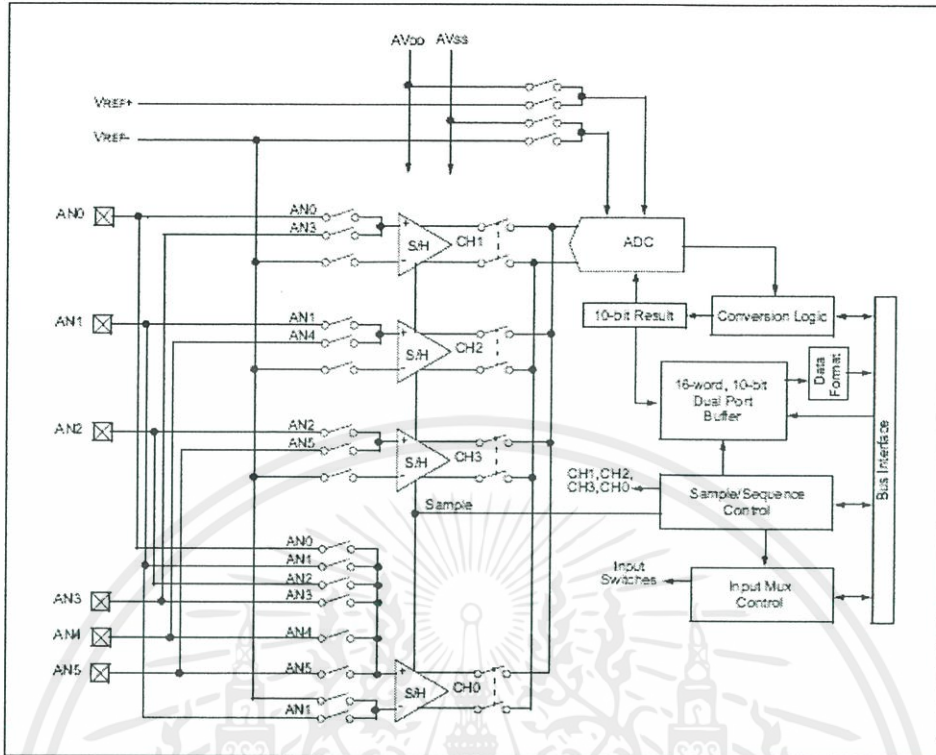 AVDD AVSS
VREF+
VREF-
AN0
AN0
AN3
S/H
CH1
ADC
10-bit Result
Conversion Logic
AN1
AN1
AN4
S/H
CH2
16-word, 10-bit
Dual Port
Buffer
Data
Format
Bus Interface
AN2
AN2
AN5
S/H
CH3
CH1,CH2,
CH3,CH0
Sample/Sequence
Control
Sample
Input
Switches
Input Mux
Control
AN0
AN1
AN2
AN3
AN3
AN4
AN4
AN5
AN5
S/H
CH0
AN1